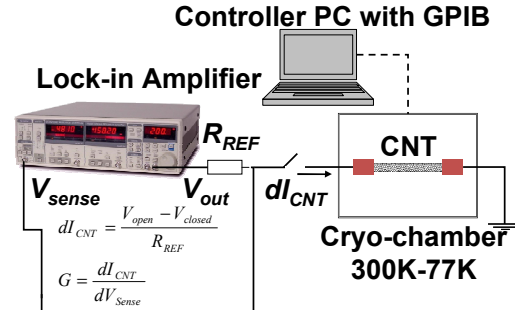 Controller PC with GPIB
Lock-in Amplifier
R_REF
CNT
V_sense
V_out
dI_CNT
dI_CNT = (V_open − V_closed) / R_REF
G = dI_CNT / dV_Sense
Cryo-chamber
300K-77K